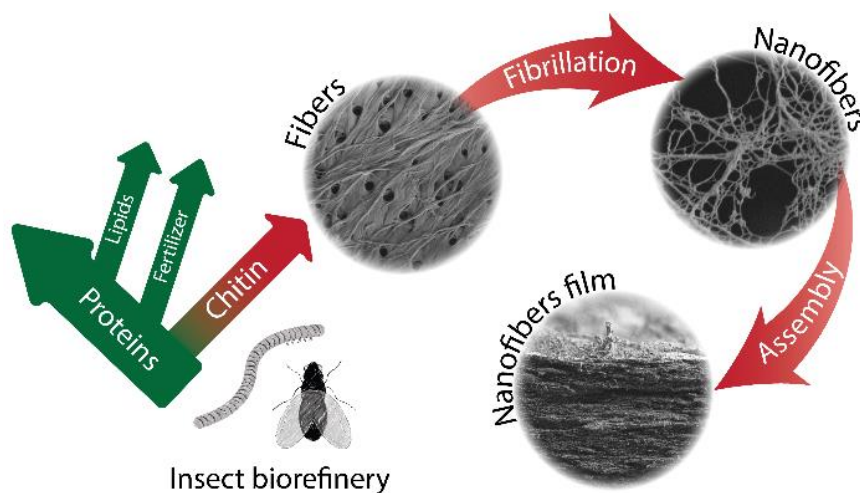 Proteins
Lipids
Fertilizer
Chitin
Insect biorefinery
Fibers
Fibrillation
Nanofibers
Assembly
Nanofibers film